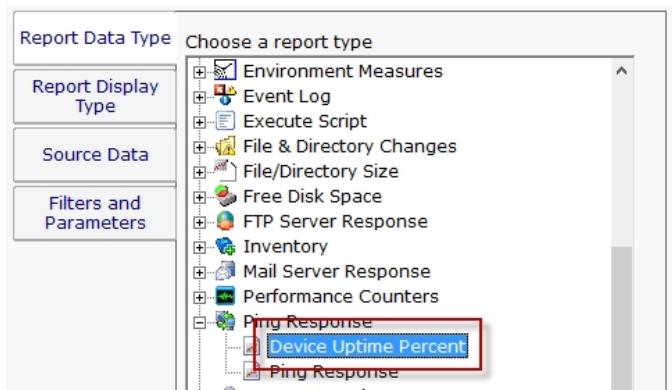 Report Data Type
Choose a report type
Report Display
Type
Source Data
Filters and
Parameters
Environment Measures
Event Log
Execute Script
File & Directory Changes
File/Directory Size
Free Disk Space
FTP Server Response
Inventory
Mail Server Response
Performance Counters
Ping Response
Device Uptime Percent
Ping Response